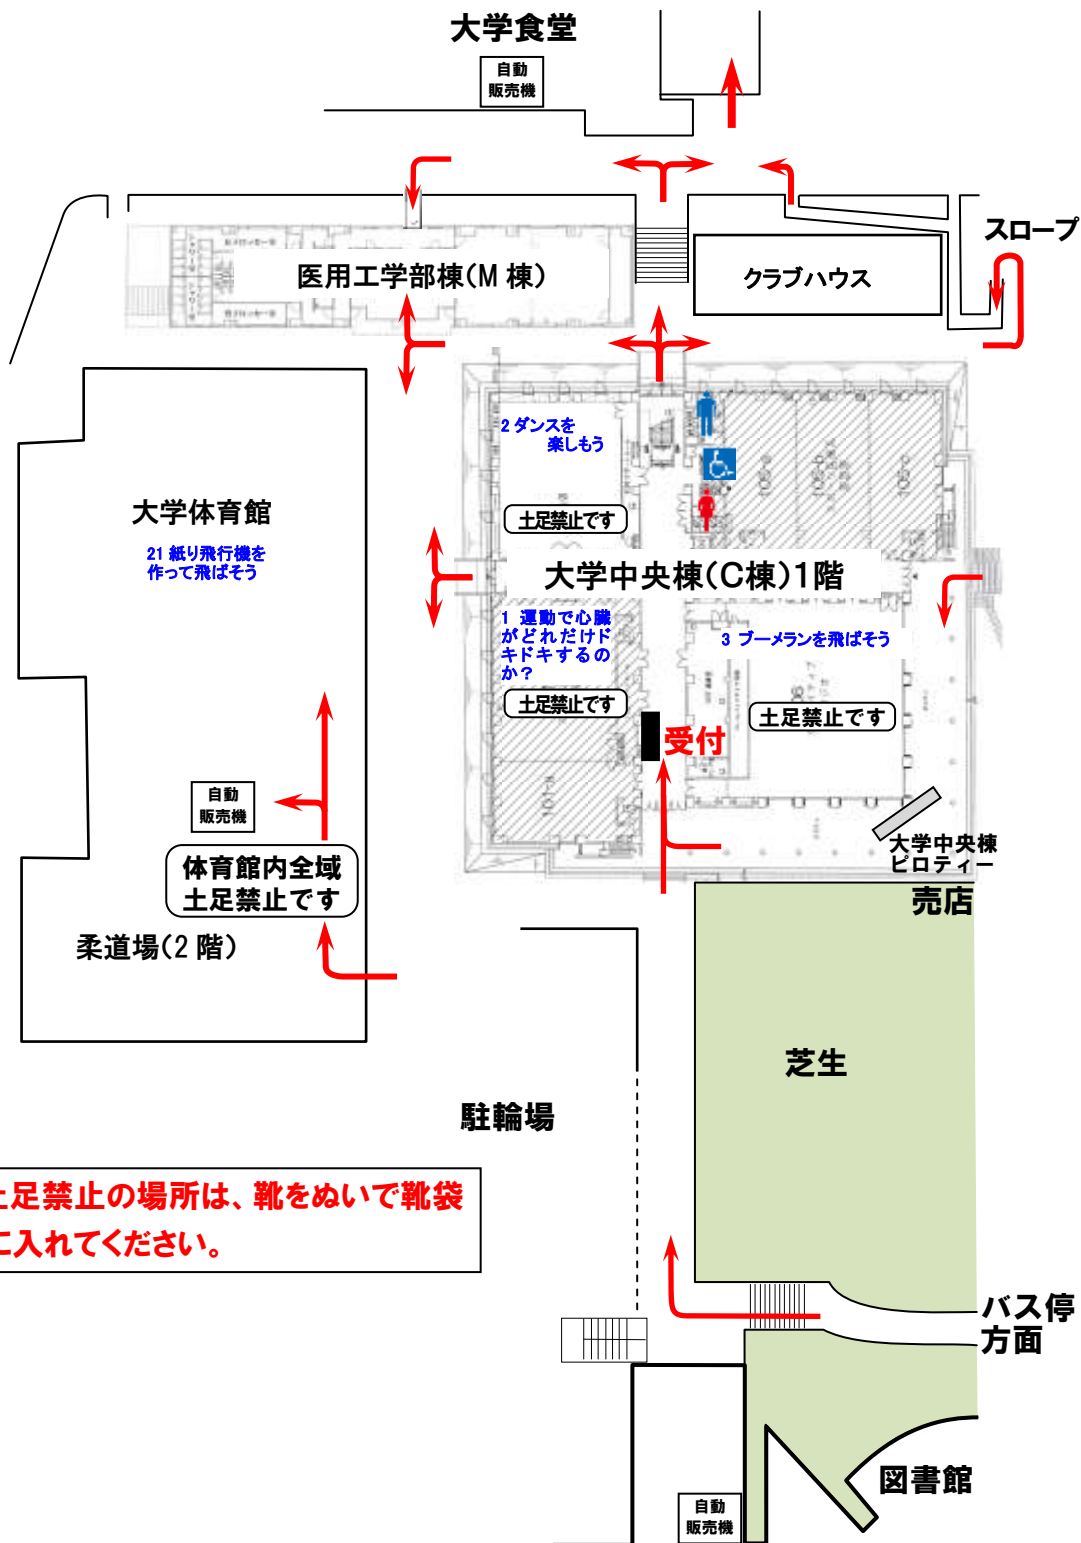 大学食堂
自動
販売機
スロープ
医用工学部棟(M 棟)
クラブハウス
2 ダンスを
楽しもう
土足禁止です
大学体育館
21 紙り飛行機を
作って飛ばそう
大学中央棟(C棟)1階
1 運動で心臓
がどれだけド
キドキするの
か?
土足禁止です
3 ブーメランを飛ばそう
土足禁止です
受付
自動
販売機
体育館内全域
土足禁止です
柔道場(2 階)
大学中央棟
ピロティー
売店
芝生
駐輪場
土足禁止の場所は、靴をぬいで靴袋
に入れてください。
バス停
方面
図書館
自動
販売機